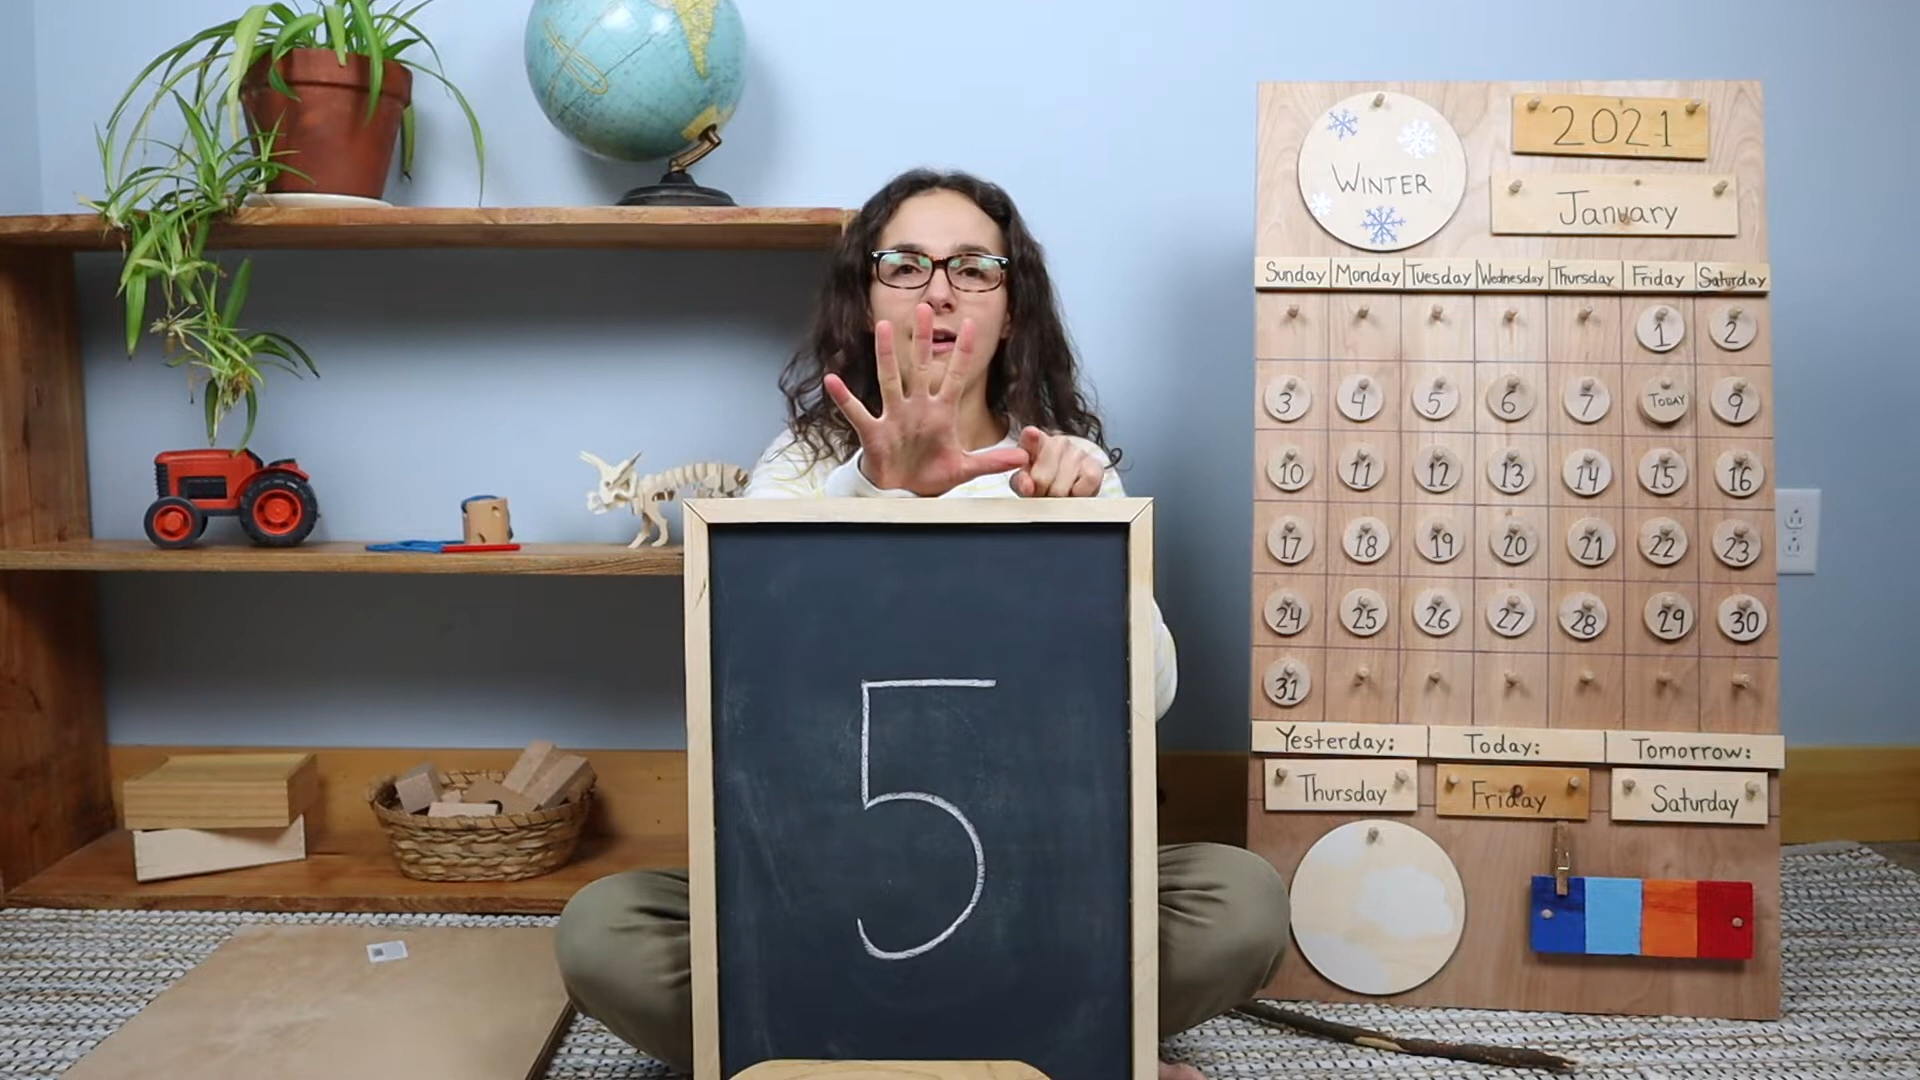 2021
WINTER
January
Sunday Monday Tuesday Wednesday Thursday Friday Saturday
1 2
3 4 5 6 7 TODAY 9
10 11 12 13 14 15 16
17 18 19 20 21 22 23
24 25 26 27 28 29 30
31
Yesterday: Today: Tomorrow:
Thursday Friday Saturday
5